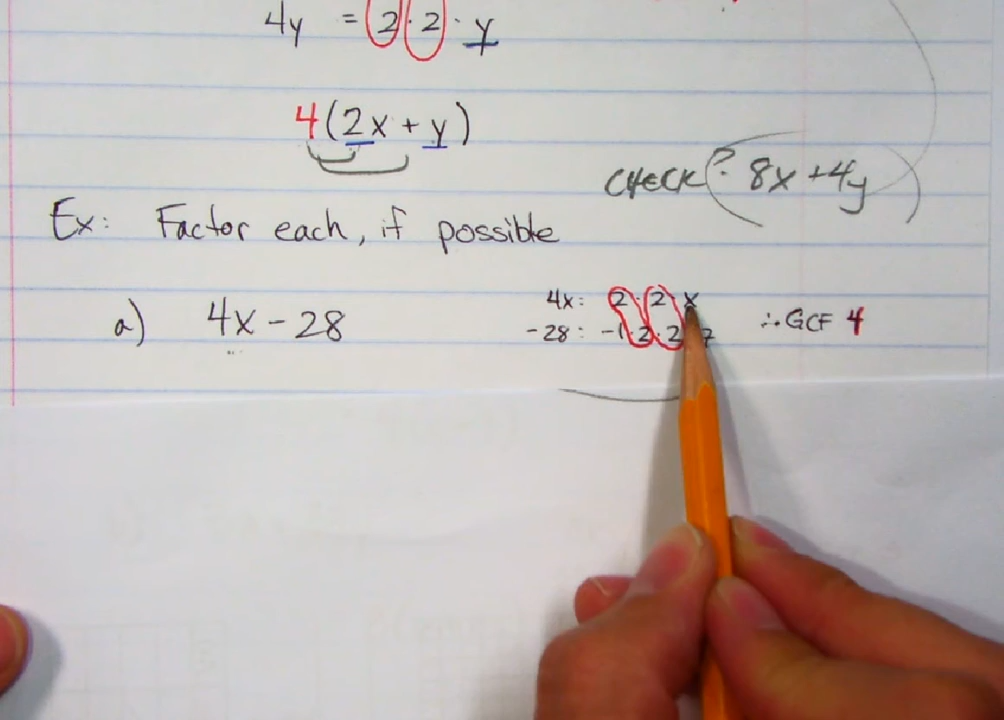 4y = 2 · 2 · y
4(2x + y)
CHECK: 8x + 4y
Ex: Factor each, if possible
a) 4x - 28
4x: 2 · 2 · x
-28: -1 · 2 · 2 · 7
∴ GCF 4